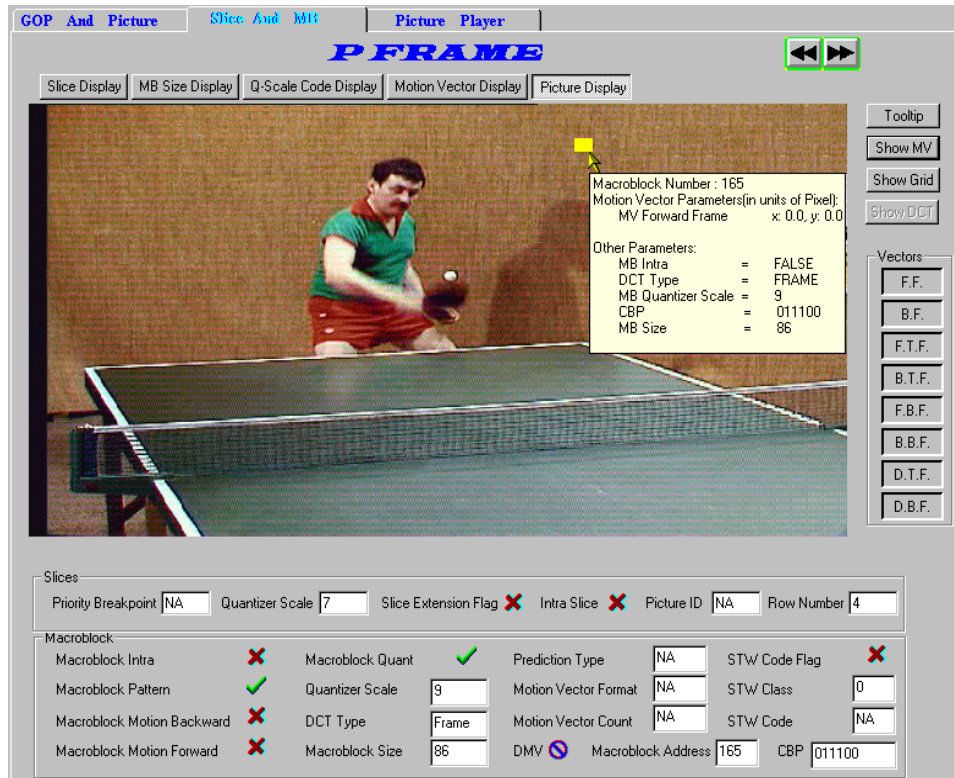 GOP And Picture
Slice And MB
Picture Player
P FRAME
Slice Display
MB Size Display
Q-Scale Code Display
Motion Vector Display
Picture Display
Tooltip
Show MV
Show Grid
Show DCT
Macroblock Number : 165
Motion Vector Parameters(in units of Pixel):
MV Forward Frame x: 0.0, y: 0.0
Other Parameters:
MB Intra = FALSE
DCT Type = FRAME
MB Quantizer Scale = 9
CBP = 011100
MB Size = 86
Vectors
F.F.
B.F.
F.T.F.
B.T.F.
F.B.F.
B.B.F.
D.T.F.
D.B.F.
Slices
Priority Breakpoint NA Quantizer Scale 7 Slice Extension Flag Intra Slice Picture ID NA Row Number 4
Macroblock
Macroblock Intra Macroblock Quant Prediction Type NA STW Code Flag
Macroblock Pattern Quantizer Scale 9 Motion Vector Format NA STW Class 0
Macroblock Motion Backward DCT Type Frame Motion Vector Count NA STW Code NA
Macroblock Motion Forward Macroblock Size 86 DMV Macroblock Address 165 CBP 011100